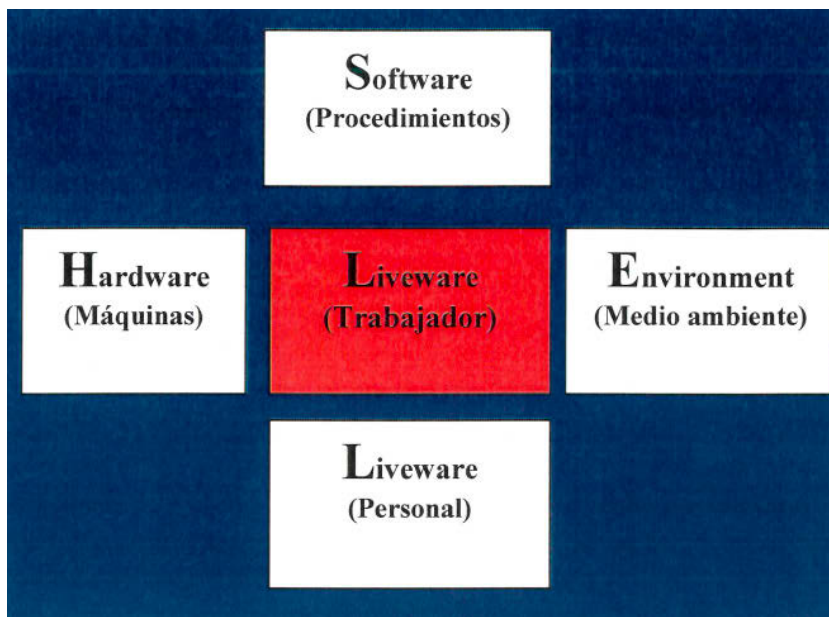 Software
(Procedimientos)
Hardware
(Máquinas)
Liveware
(Trabajador)
Environment
(Medio ambiente)
Liveware
(Personal)